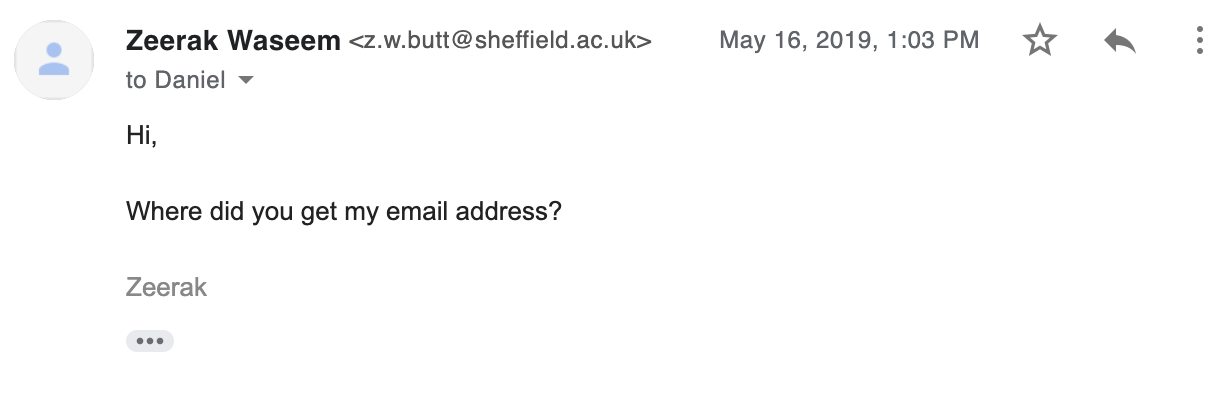 Zeerak Waseem <z.w.butt@sheffield.ac.uk> May 16, 2019, 1:03 PM
to Daniel
Hi,
Where did you get my email address?
Zeerak